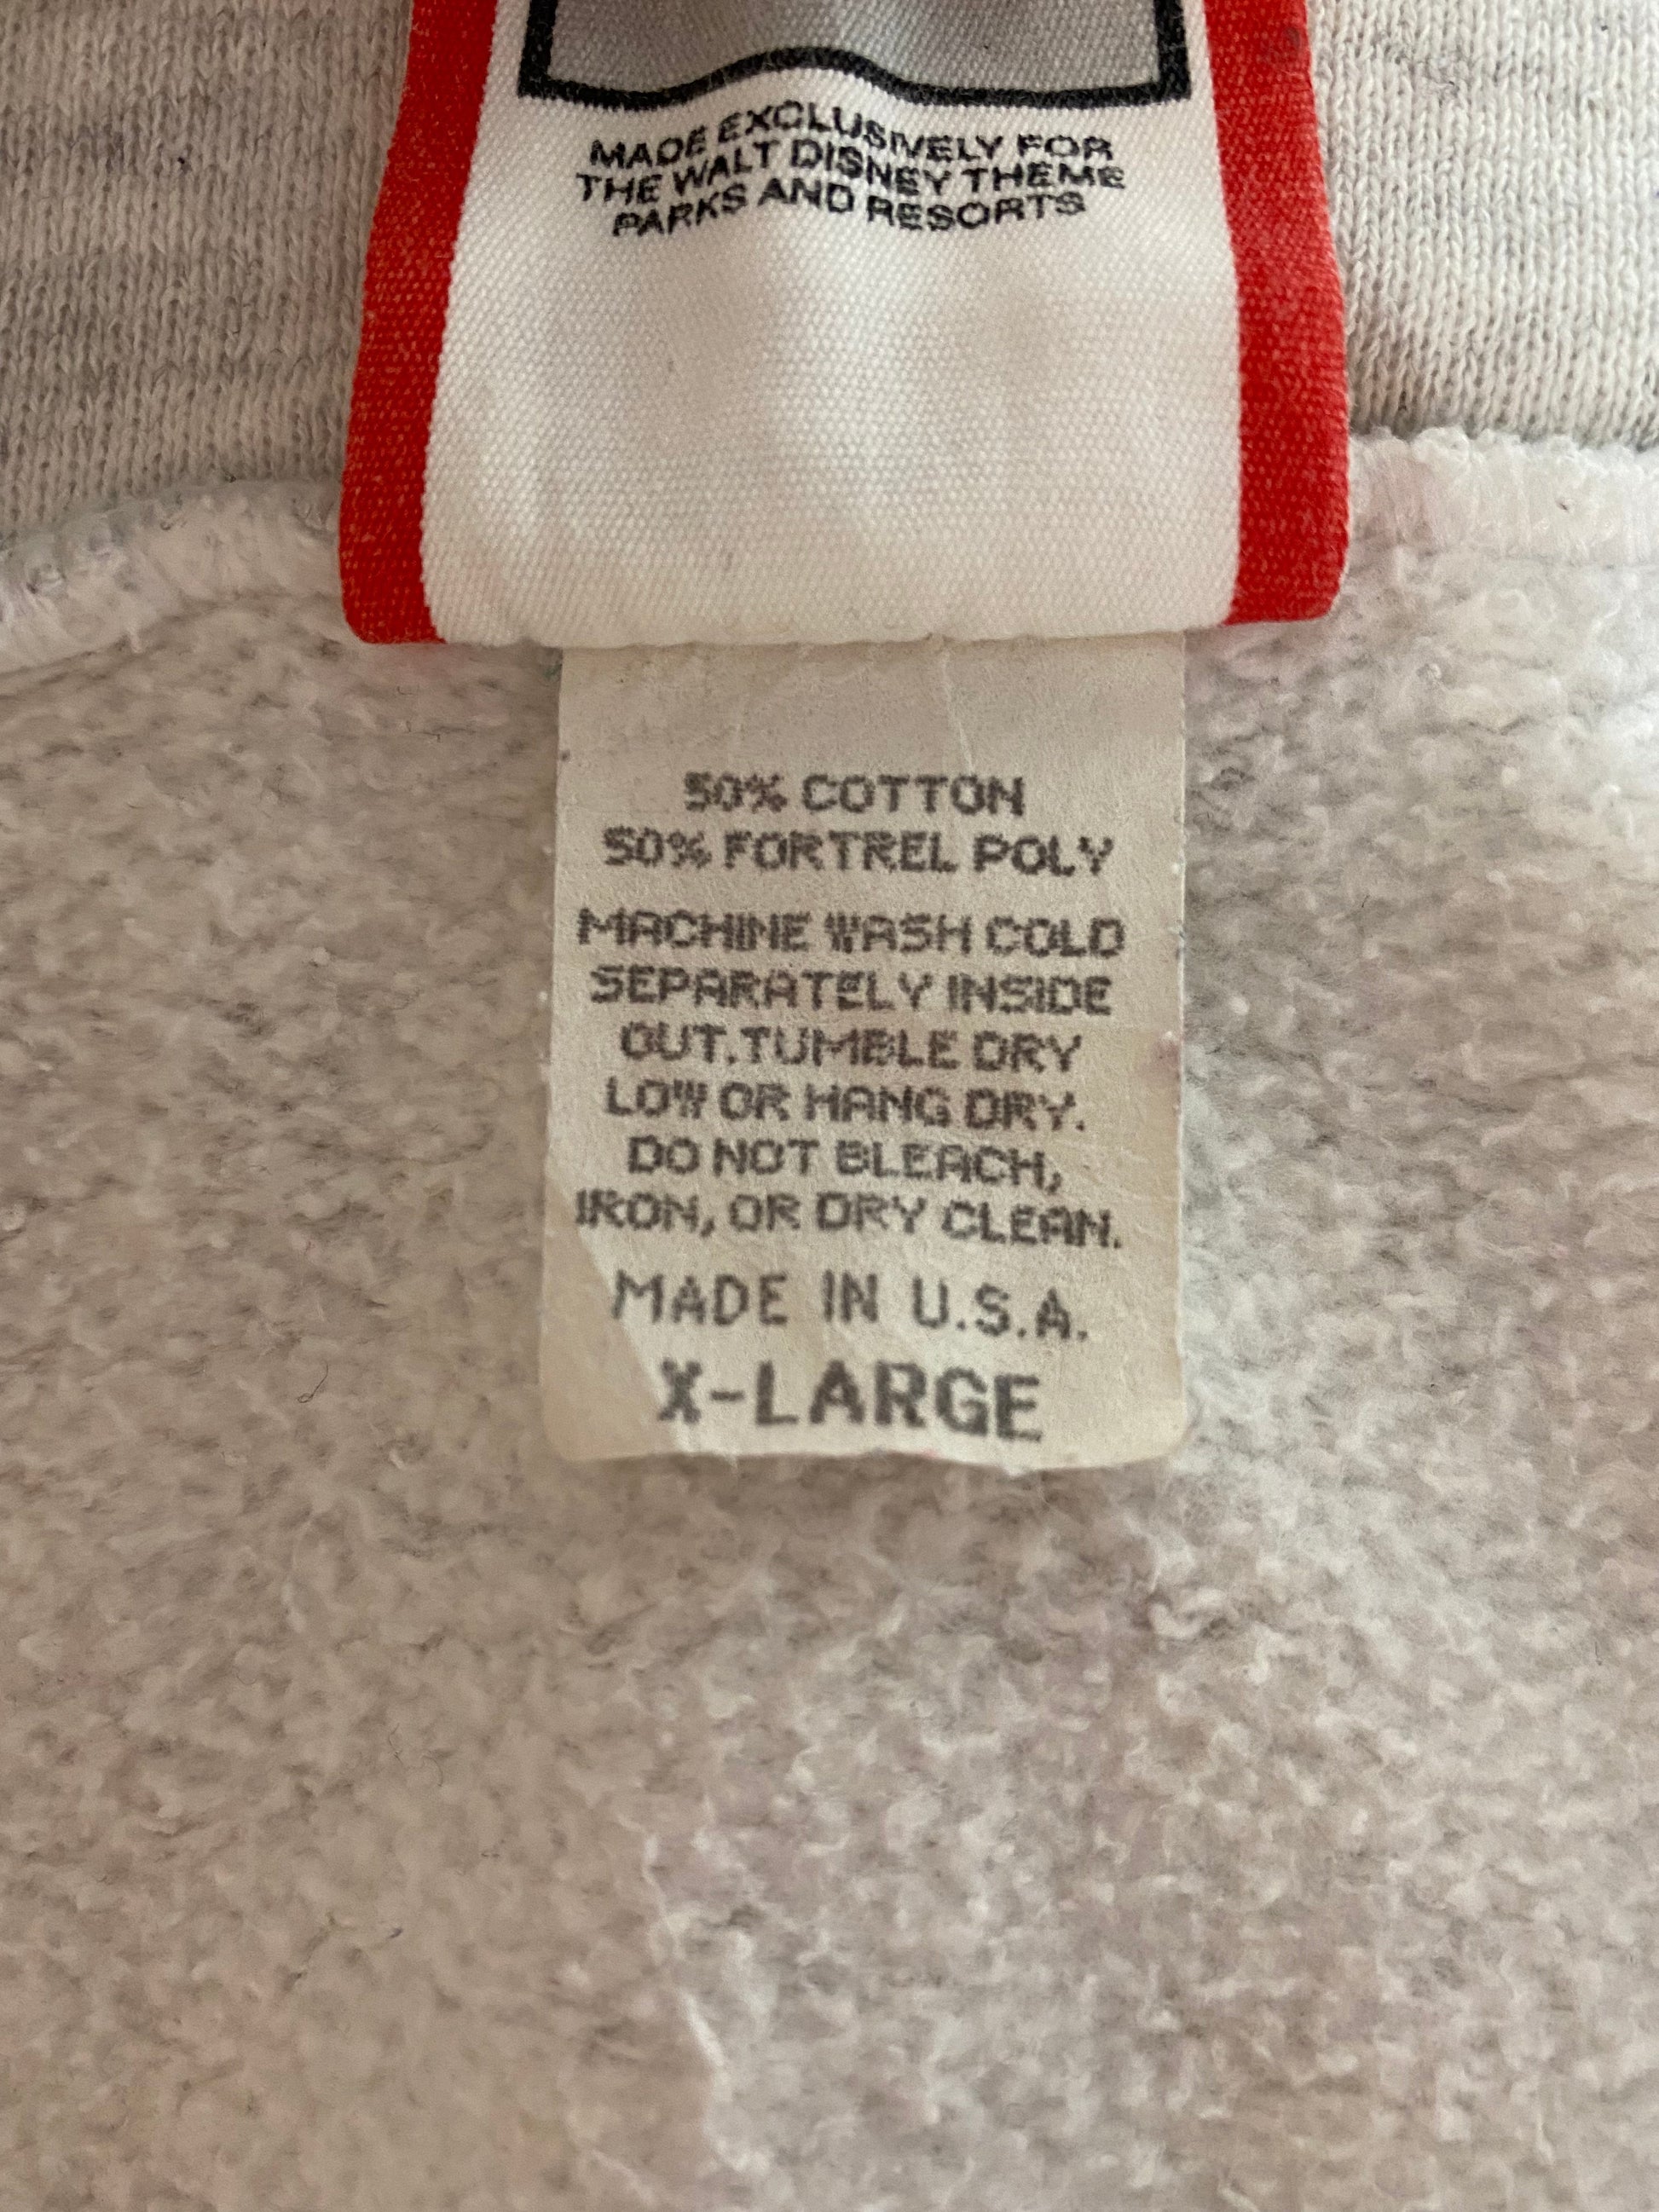 MADE EXCLUSIVELY FOR
THE WALT DISNEY THEME
PARKS AND RESORTS
50% COTTON
50% FORTREL POLY
MACHINE WASH COLD
SEPARATELY INSIDE
OUT.TUMBLE DRY
LOW OR HANG DRY.
DO NOT BLEACH,
IRON, OR DRY CLEAN.
MADE IN U.S.A.
X-LARGE